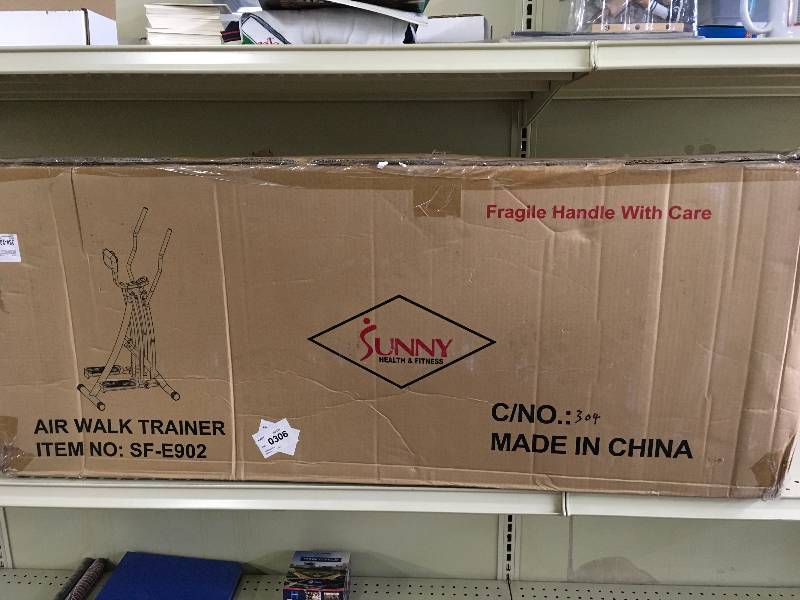 Fragile Handle With Care
SUNNY
HEALTH & FITNESS
AIR WALK TRAINER
ITEM NO: SF-E902
0306
C/NO.: 304
MADE IN CHINA